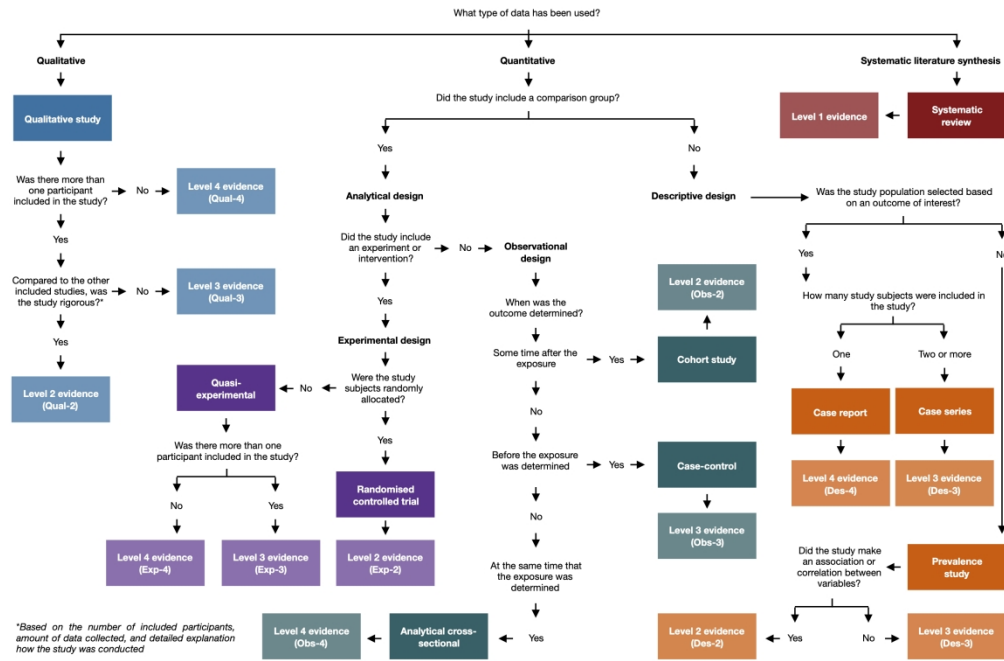 What type of data has been used?
Qualitative
Quantitative
Systematic literature synthesis
Qualitative study
Did the study include a comparison group?
Level 1 evidence
Systematic
review
Yes
No
Was there more than
one participant
included in the study?
No
Level 4 evidence
(Qual-4)
Analytical design
Descriptive design
Was the study population selected based
on an outcome of interest?
Yes
Did the study include
an experiment or
intervention?
No
Observational
design
Yes
No
Compared to the other
included studies, was
the study rigorous?*
No
Level 3 evidence
(Qual-3)
Yes
When was the
outcome determined?
Level 2 evidence
(Obs-2)
How many study subjects were included in
the study?
Yes
Experimental design
Some time after the
exposure
Yes
Cohort study
One
Two or more
Level 2 evidence
(Qual-2)
Quasi-
experimental
No
Were the study
subjects randomly
allocated?
No
Case report
Case series
Was there more than one
participant included in the study?
Yes
Before the exposure
was determined
Yes
Case-control
Level 4 evidence
(Des-4)
Level 3 evidence
(Des-3)
No
Yes
Randomised
controlled trial
No
Level 3 evidence
(Obs-3)
Level 4 evidence
(Exp-4)
Level 3 evidence
(Exp-3)
Level 2 evidence
(Exp-2)
At the same time that
the exposure was
determined
Did the study make
an association or
correlation between
variables?
Prevalence
study
*Based on the number of included participants,
amount of data collected, and detailed explanation
how the study was conducted
Level 4 evidence
(Obs-4)
Analytical cross-
sectional
Yes
Level 2 evidence
(Des-2)
Yes
No
Level 3 evidence
(Des-3)